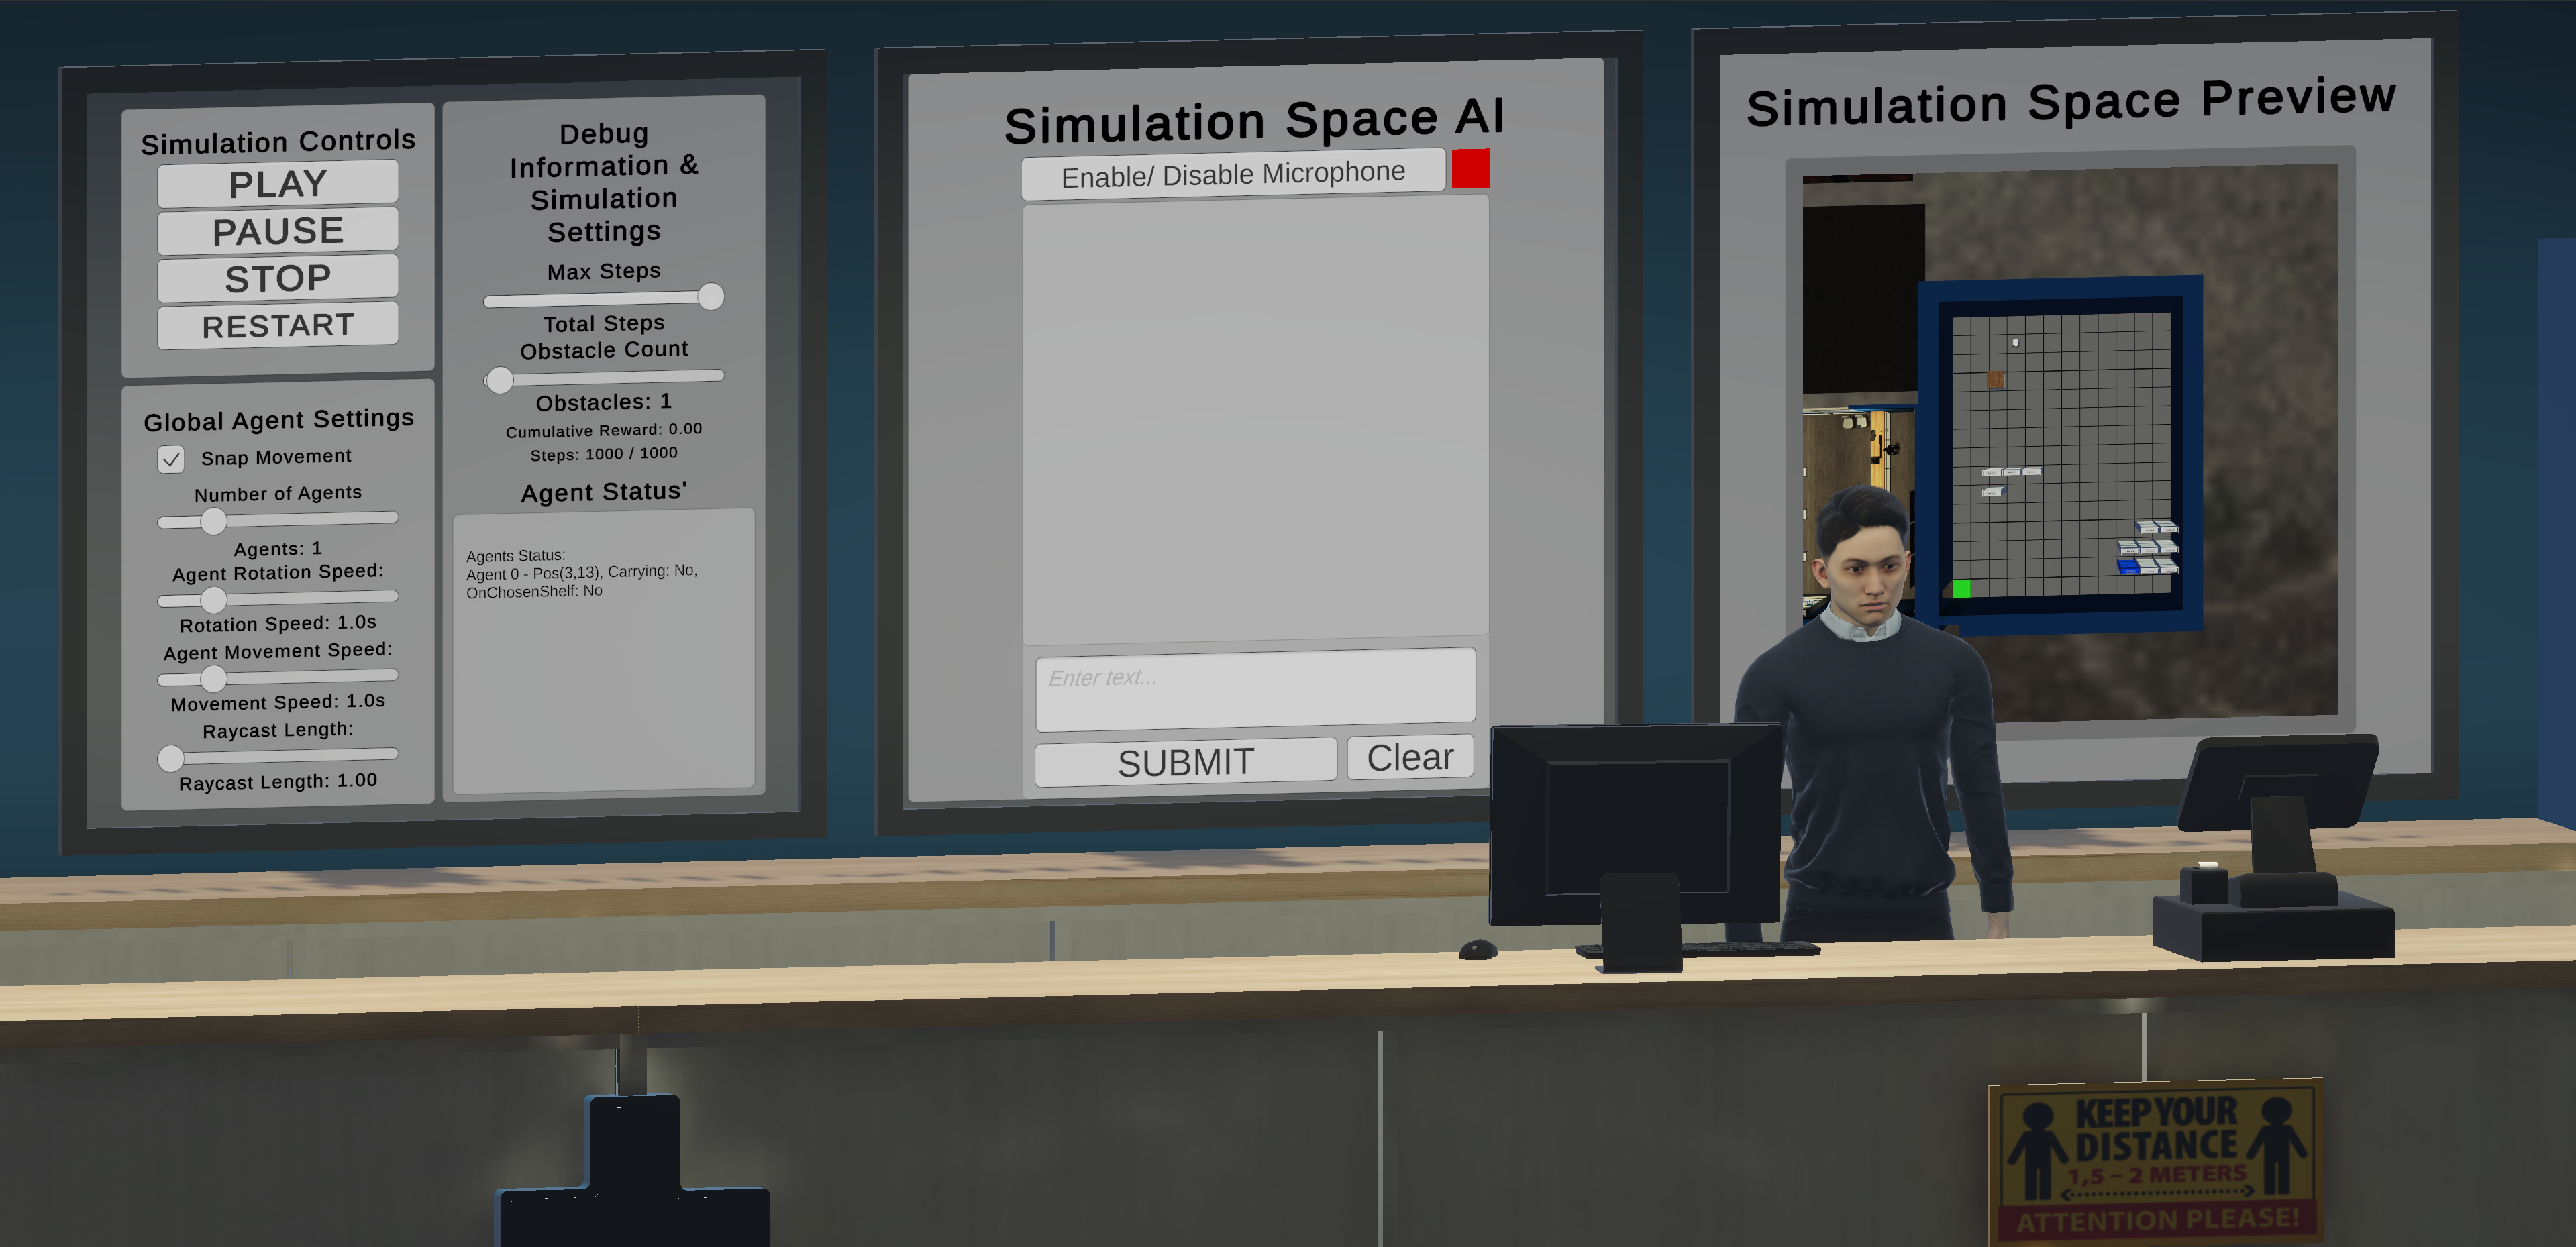 Simulation Controls
PLAY
PAUSE
STOP
RESTART
Global Agent Settings
Snap Movement
Number of Agents
Agents: 1
Agent Rotation Speed:
Rotation Speed: 1.0s
Agent Movement Speed:
Movement Speed: 1.0s
Raycast Length:
Raycast Length: 1.00
Debug
Information &
Simulation
Settings
Max Steps
Total Steps
Obstacle Count
Obstacles: 1
Cumulative Reward: 0.00
Steps: 1000 / 1000
Agent Status'
Agents Status:
Agent 0 - Pos(3,13), Carrying: No,
OnChosenShelf: No
Simulation Space AI
Enable/ Disable Microphone
Enter text...
SUBMIT
Clear
Simulation Space Preview
KEEP YOUR
DISTANCE
1,5 – 2 METERS
ATTENTION PLEASE!